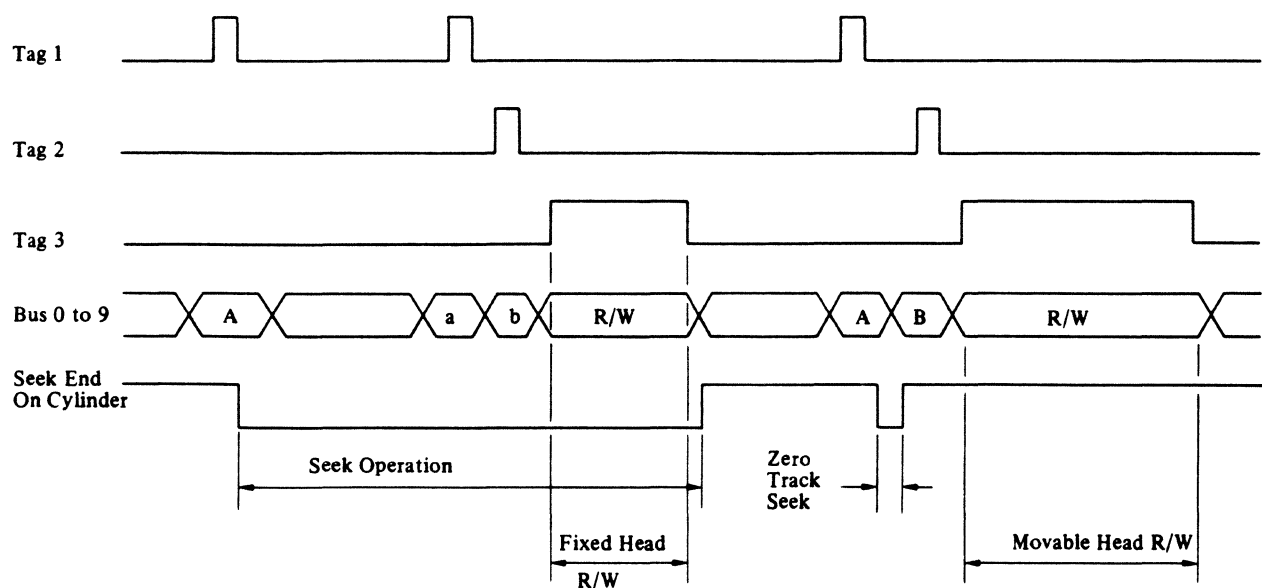 Tag 1
Tag 2
Tag 3
Bus 0 to 9
A
a
b
R/W
A
B
R/W
Seek End
On Cylinder
Seek Operation
Zero
Track
Seek
Fixed Head
R/W
Movable Head R/W